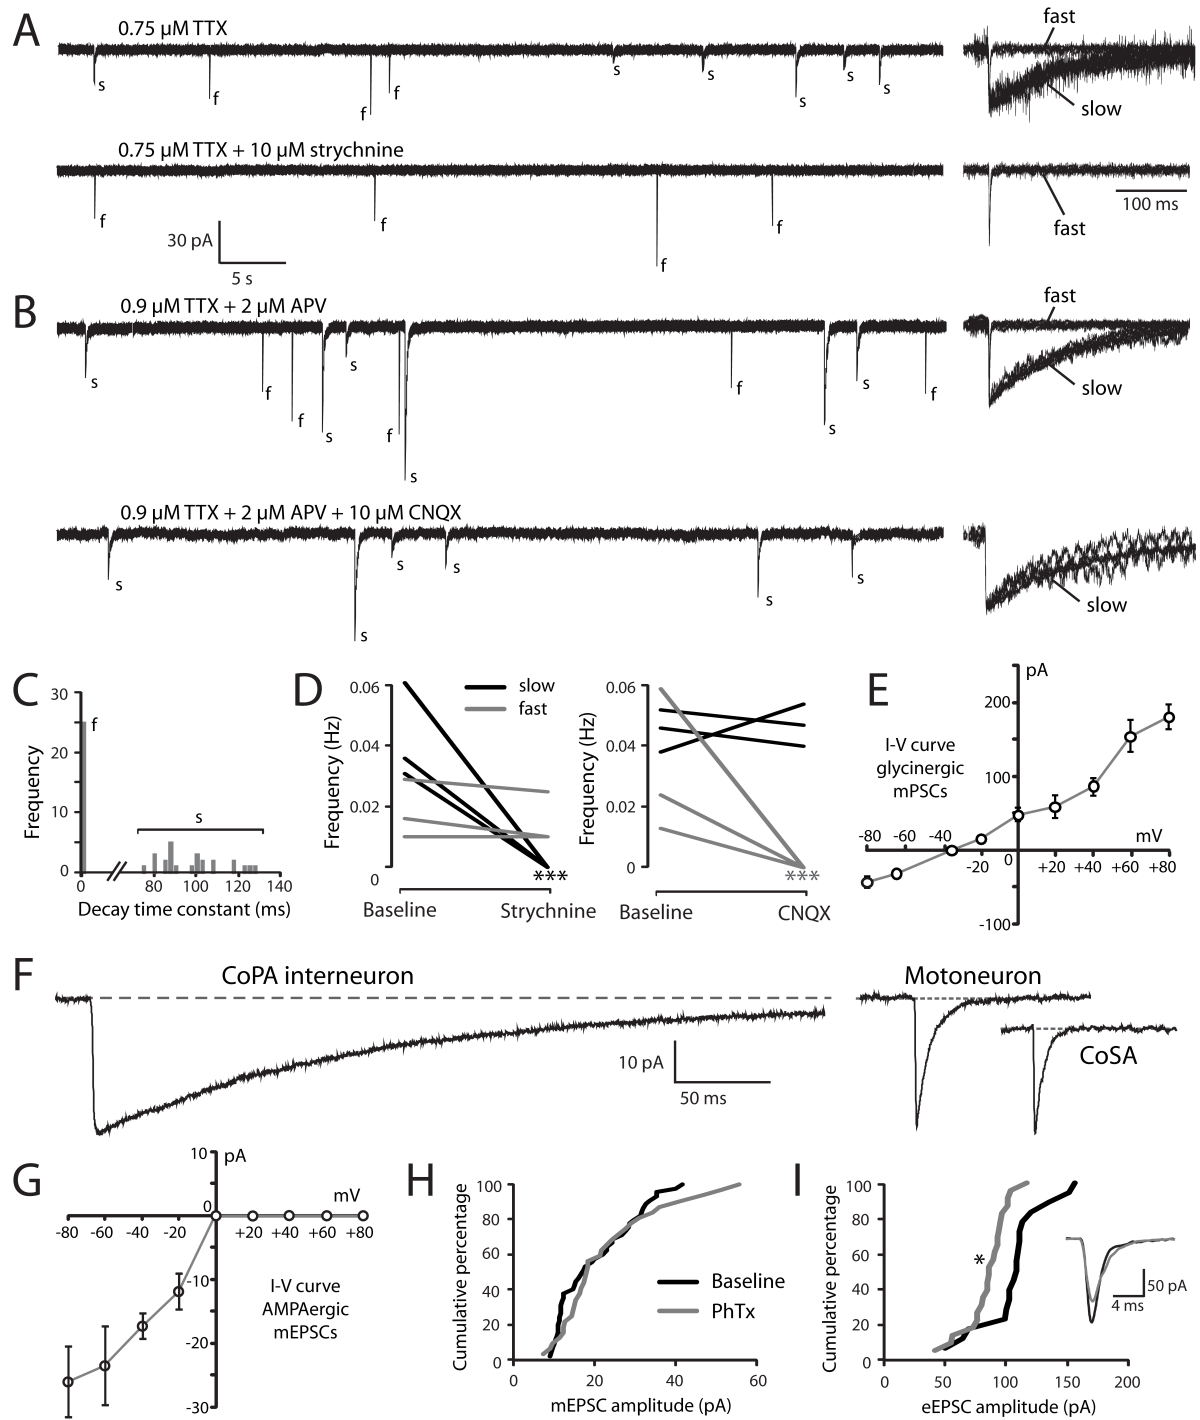 A
0.75 µM TTX
s
f
f
f
s
s
s
s
s
fast
slow
0.75 µM TTX + 10 µM strychnine
f
f
f
f
fast
100 ms
30 pA
5 s
B
0.9 µM TTX + 2 µM APV
s
f
f
s
s
f
s
f
s
s
f
fast
slow
0.9 µM TTX + 2 µM APV + 10 µM CNQX
s
s
s
s
s
s
slow
C
Frequency
30
20
10
0
f
s
0
80
100
120
140
Decay time constant (ms)
D
Frequency (Hz)
0.06
0.04
0.02
0
slow
fast
***
Baseline
Strychnine
Frequency (Hz)
0.06
0.04
0.02
0
***
Baseline
CNQX
E
pA
200
100
-100
I-V curve
glycinergic
mPSCs
-80
-60
-40
-20
0
+20
+40
+60
+80
mV
F
CoPA interneuron
10 pA
50 ms
Motoneuron
CoSA
G
10
pA
0
mV
-80
-60
-40
-20
+20
+40
+60
+80
-10
-20
-30
I-V curve
AMPAergic
mEPSCs
H
Cumulative percentage
100
80
60
40
20
0
0
20
40
60
mEPSC amplitude (pA)
Baseline
PhTx
I
Cumulative percentage
100
80
60
40
20
0
*
50 pA
4 ms
0
50
100
150
200
eEPSC amplitude (pA)